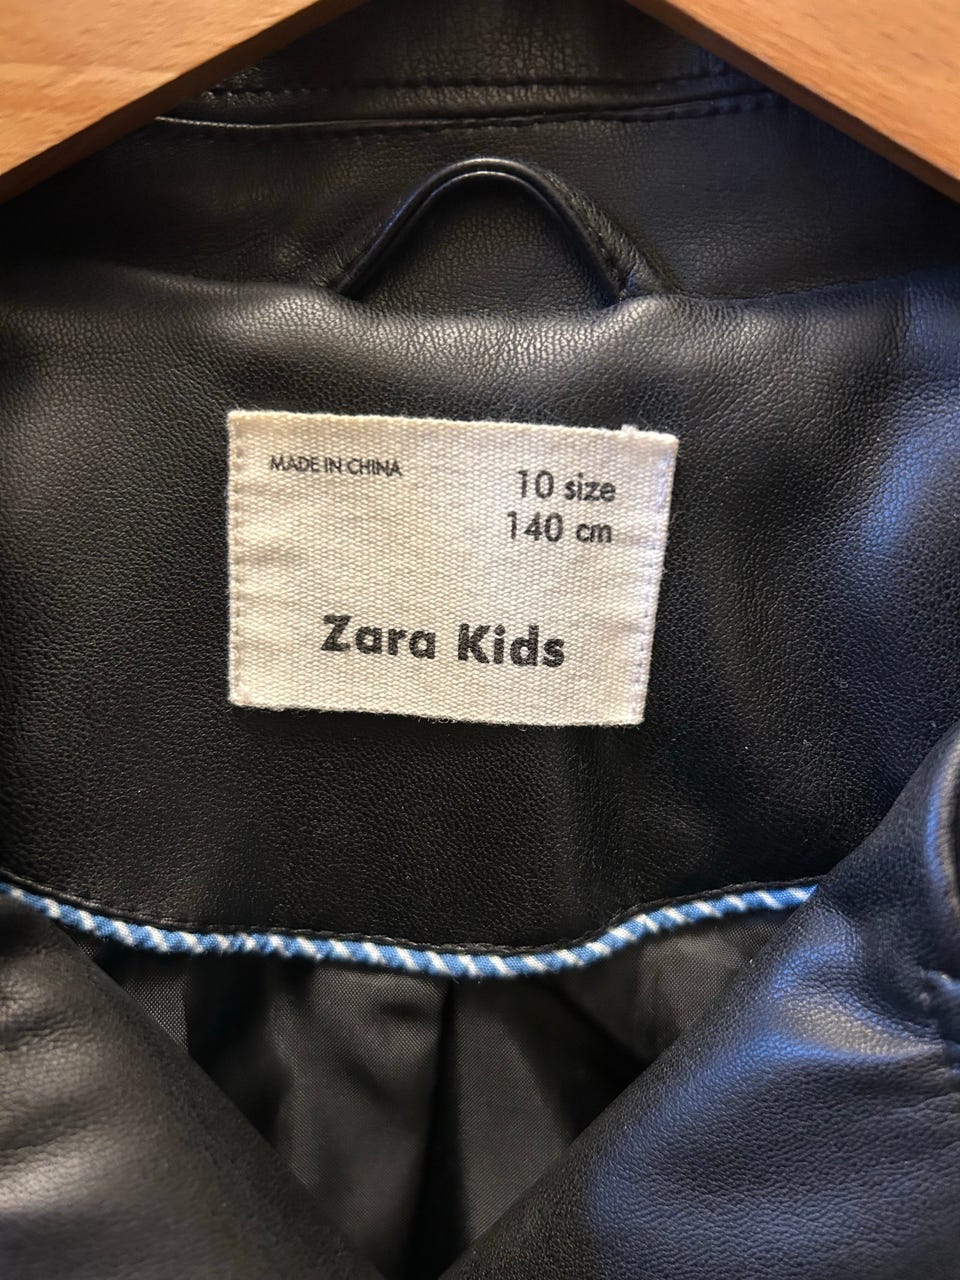 MADE IN CHINA
10 size
140 cm
Zara Kids